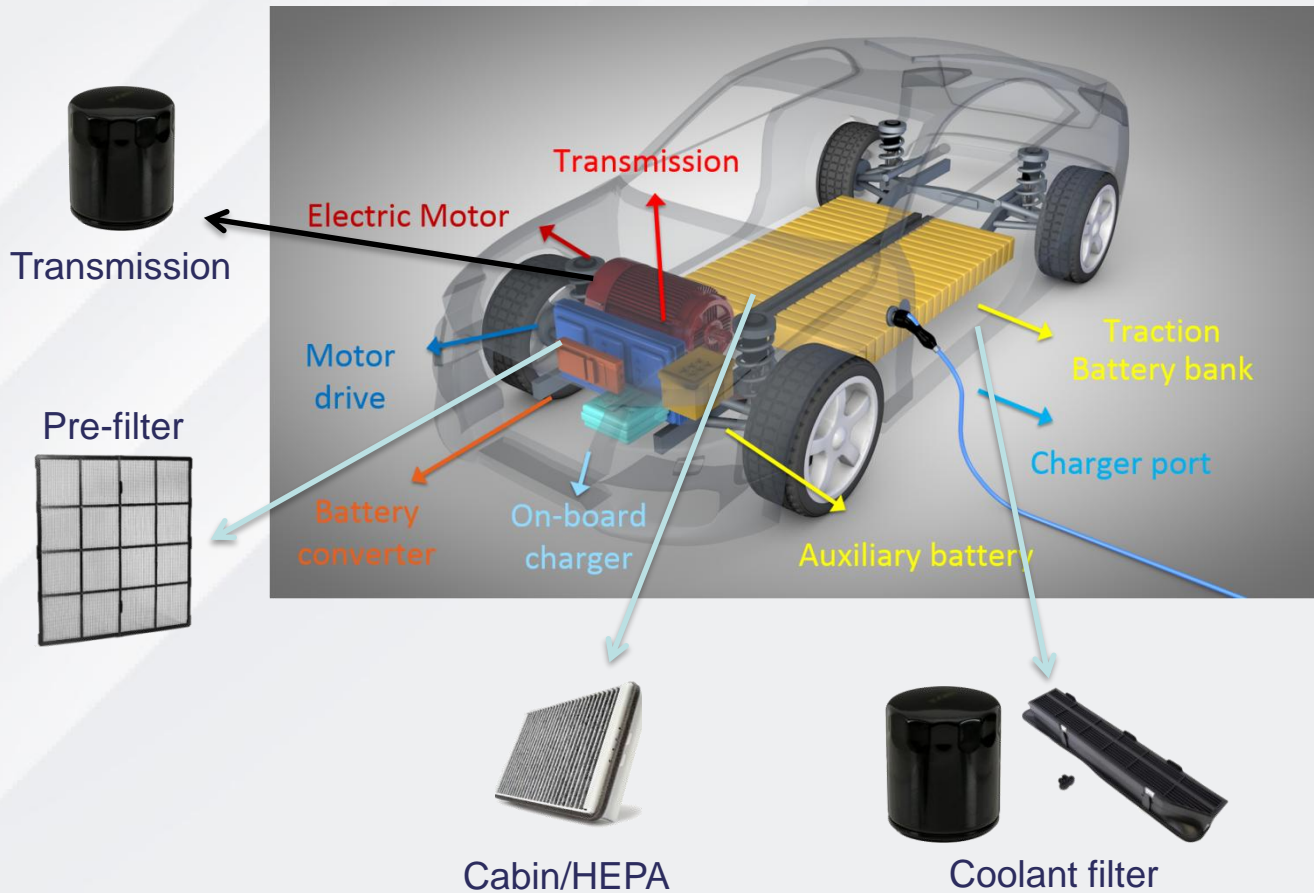 Transmission
Electric Motor
Transmission
Motor
drive
Traction
Battery bank
Pre-filter
Charger port
Battery
converter
On-board
charger
Auxiliary battery
Cabin/HEPA
Coolant filter